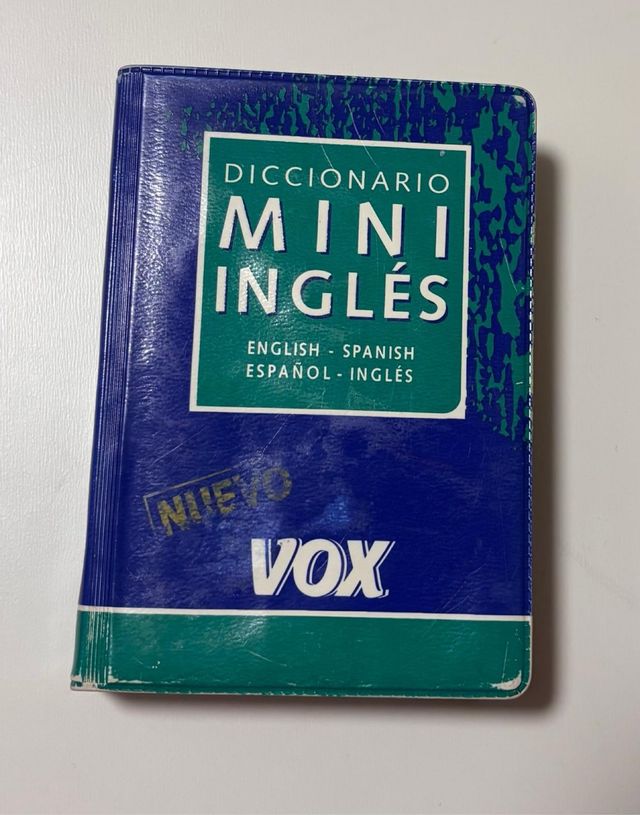 DICCIONARIO
MINI
INGLÉS
ENGLISH - SPANISH
ESPAÑOL - INGLÉS
NUEVO
VOX